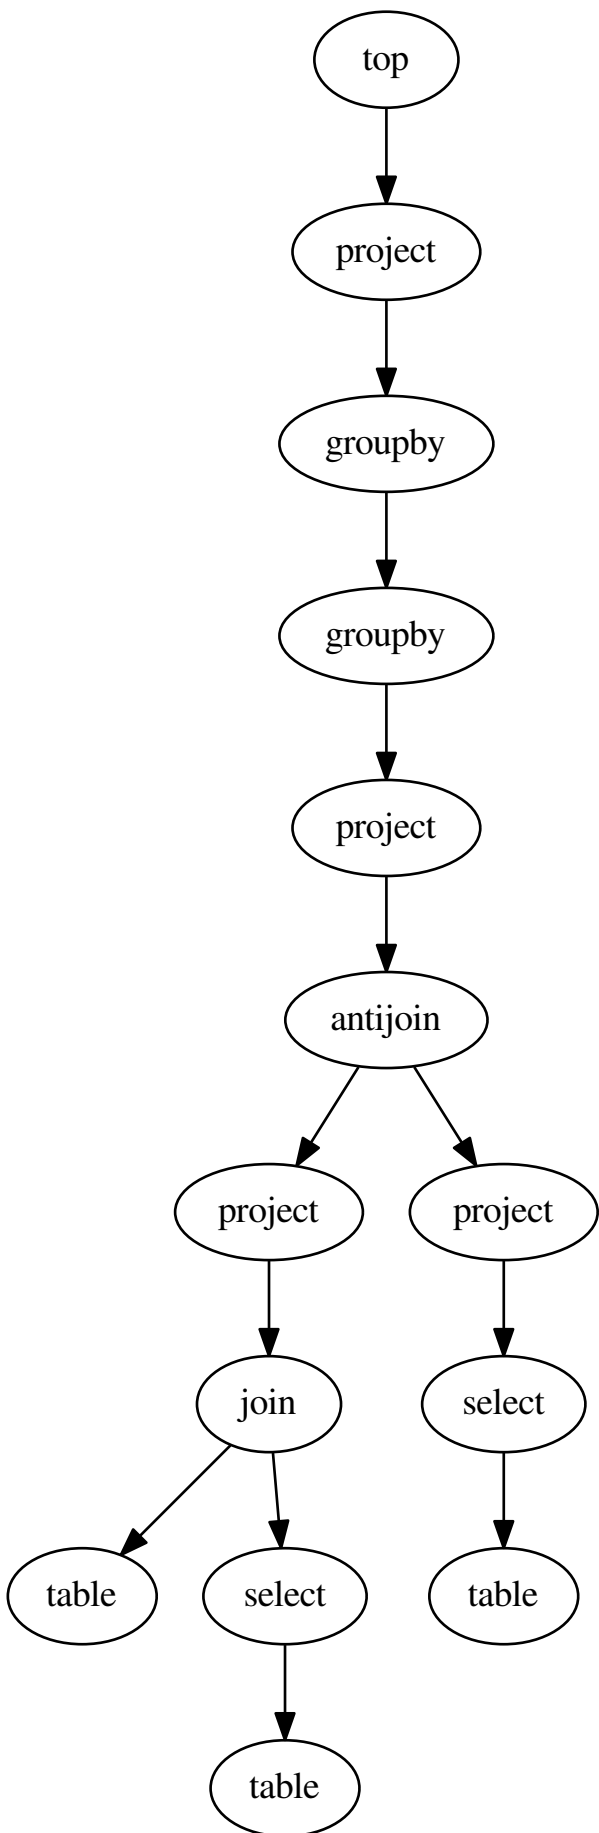 top
project
groupby
groupby
project
antijoin
project project
join select
table select table
table